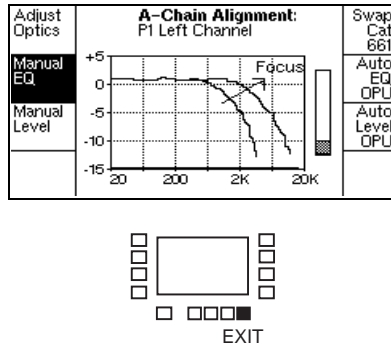 Adjust
Optics
A-Chain Alignment:
P1 Left Channel
Swap
Cat
661
Manual
EQ
Auto
EQ
OPU
Manual
Level
Auto
Level
OPU
Focus
+5
0
-5
-10
-15
20 200 2K 20K
EXIT